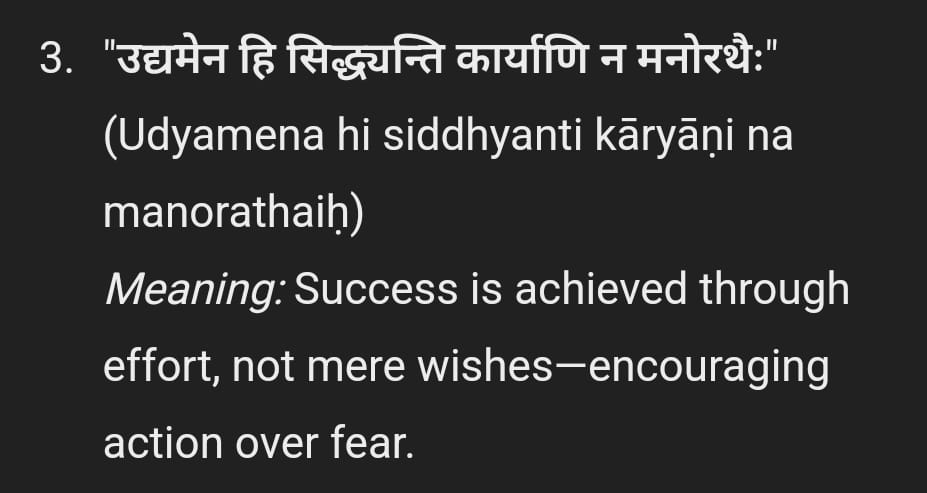 3. "उद्यमेन हि सिद्ध्यन्ति कार्याणि न मनोरथैः"
(Udyamena hi siddhyanti kāryāṇi na
manorathaiḥ)
Meaning: Success is achieved through
effort, not mere wishes—encouraging
action over fear.